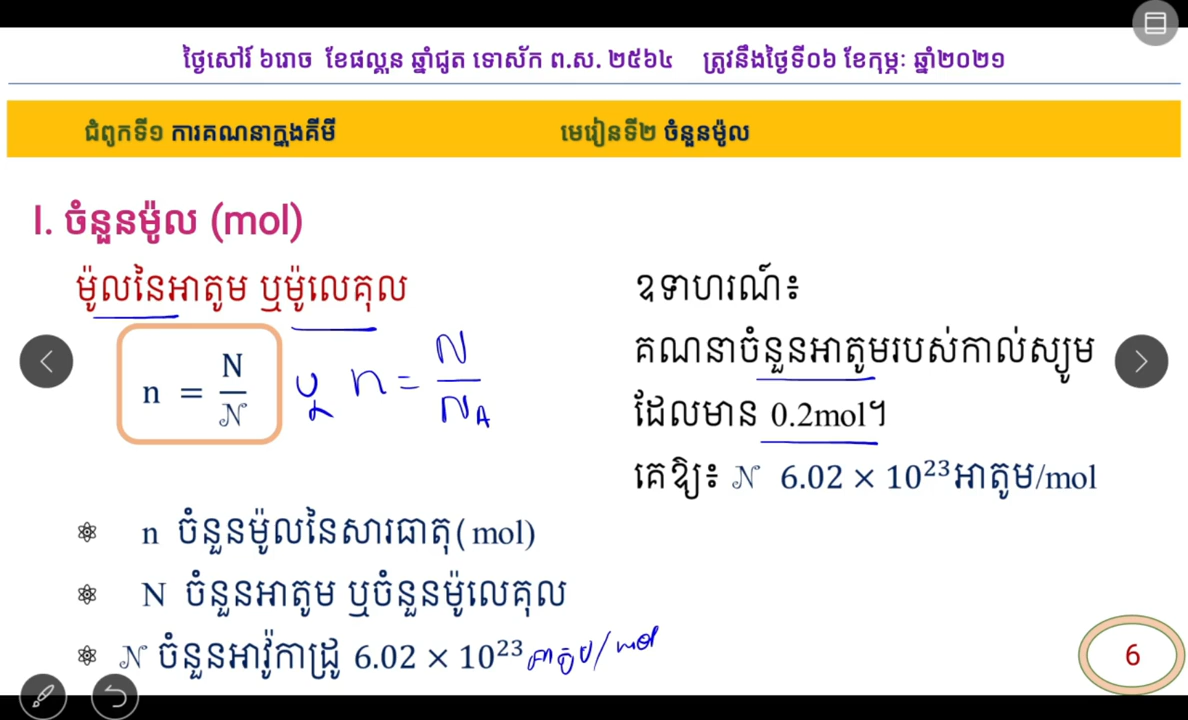 ថ្ងៃសៅរ៍ ៦រោច ខែផល្គុន ឆ្នាំជូត ទោស័ក ព.ស. ២៥៦៤ ត្រូវនឹងថ្ងៃទី០៦ ខែកុម្ភៈ ឆ្នាំ២០២១
ជំពូកទី១ ការគណនាក្នុងគីមី មេរៀនទី២ ចំនួនម៉ូល
I. ចំនួនម៉ូល (mol)
ម៉ូលនៃអាតូម ឬម៉ូលេគុល
n = N/𝒩 ឬ n = N/N_A
n ចំនួនម៉ូលនៃសារធាតុ(mol)
N ចំនួនអាតូម ឬចំនួនម៉ូលេគុល
𝒩 ចំនួនអាវ៉ូកាដ្រូ 6.02 × 10²³ អាតូម/mol
ឧទាហរណ៍៖
គណនាចំនួនអាតូមរបស់កាល់ស្យូម
ដែលមាន 0.2mol។
គេឱ្យ៖ 𝒩 6.02 × 10²³អាតូម/mol
6